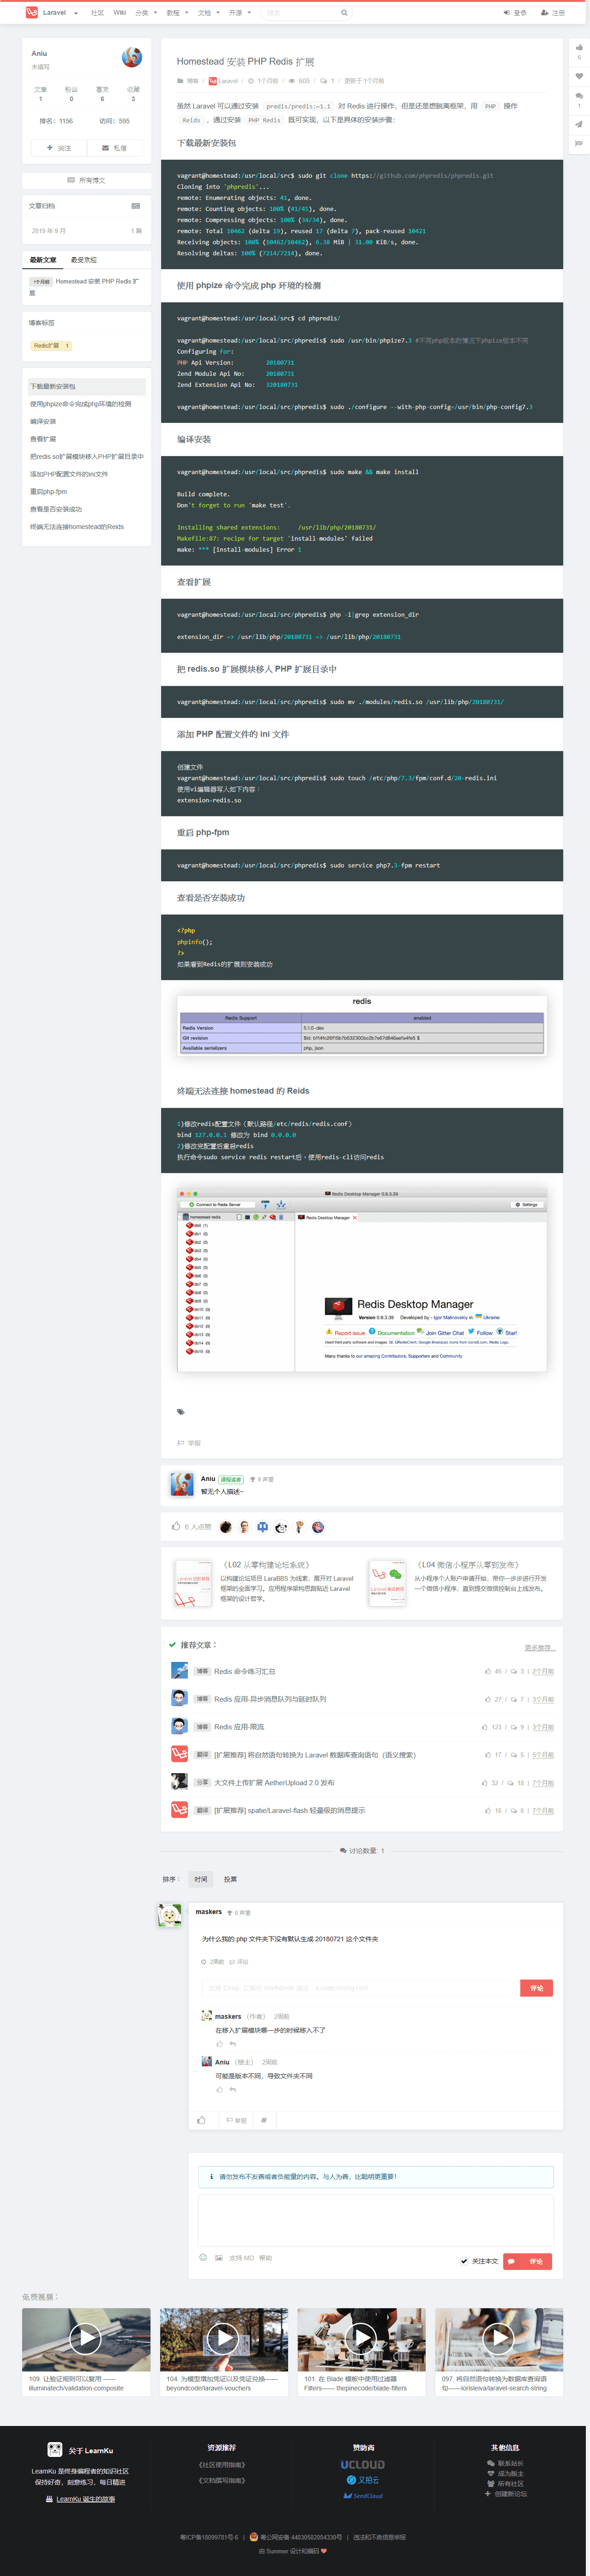 Laravel
社区
Wiki
分类
教程
文档
开源
登录
注册
Aniu
未填写
文章 粉丝 喜欢 收藏
1 0 6 3
排名：1156 访问：595
关注 私信
所有博文
文章归档
2019 年 9 月 1 篇
最新文章 最受欢迎
1个月前 Homestead 安装 PHP Redis 扩展
博客标签
Redis扩展 1
下载最新安装包
使用phpize命令完成php环境的检测
编译安装
查看扩展
把redis.so扩展模块移入PHP扩展目录中
添加PHP配置文件的ini文件
重启php-fpm
查看是否安装成功
终端无法连接homestead的Reids
Homestead 安装 PHP Redis 扩展
博客 / Laravel / 1个月前 / 605 / 1 / 更新于 1个月前
6
1
虽然 Laravel 可以通过安装 predis/predis:~1.1 对 Redis 进行操作，但是还是想脱离框架，用 PHP 操作
Reids ，通过安装 PHP Redis 既可实现，以下是具体的安装步骤：
下载最新安装包
vagrant@homestead:/usr/local/src$ sudo git clone https://github.com/phpredis/phpredis.git
Cloning into 'phpredis'...
remote: Enumerating objects: 41, done.
remote: Counting objects: 100% (41/41), done.
remote: Compressing objects: 100% (34/34), done.
remote: Total 10462 (delta 19), reused 17 (delta 7), pack-reused 10421
Receiving objects: 100% (10462/10462), 6.38 MiB | 31.00 KiB/s, done.
Resolving deltas: 100% (7214/7214), done.
使用 phpize 命令完成 php 环境的检测
vagrant@homestead:/usr/local/src$ cd phpredis/
vagrant@homestead:/usr/local/src/phpredis$ sudo /usr/bin/phpize7.3 #不同php版本的情况下phpize版本不同
Configuring for:
PHP Api Version: 20180731
Zend Module Api No: 20180731
Zend Extension Api No: 320180731
vagrant@homestead:/usr/local/src/phpredis$ sudo ./configure --with-php-config=/usr/bin/php-config7.3
编译安装
vagrant@homestead:/usr/local/src/phpredis$ sudo make && make install
Build complete.
Don't forget to run 'make test'.
Installing shared extensions: /usr/lib/php/20180731/
Makefile:87: recipe for target 'install-modules' failed
make: *** [install-modules] Error 1
查看扩展
vagrant@homestead:/usr/local/src/phpredis$ php -i|grep extension_dir
extension_dir => /usr/lib/php/20180731 => /usr/lib/php/20180731
把 redis.so 扩展模块移入 PHP 扩展目录中
vagrant@homestead:/usr/local/src/phpredis$ sudo mv ./modules/redis.so /usr/lib/php/20180731/
添加 PHP 配置文件的 ini 文件
创建文件
vagrant@homestead:/usr/local/src/phpredis$ sudo touch /etc/php/7.3/fpm/conf.d/20-redis.ini
使用vi编辑器写入如下内容：
extension=redis.so
重启 php-fpm
vagrant@homestead:/usr/local/src/phpredis$ sudo service php7.3-fpm restart
查看是否安装成功
<?php
phpinfo();
?>
如果看到Redis的扩展则安装成功
redis
Redis Support enabled
Redis Version 5.1.0-dev
Git revision
Available serializers php, json
终端无法连接 homestead 的 Reids
1)修改redis配置文件（默认路径/etc/redis/redis.conf）
bind 127.0.0.1 修改为 bind 0.0.0.0
2)修改完配置后重启redis
执行命令sudo service redis restart后，使用redis-cli访问redis
Redis Desktop Manager 0.8.3.39
Connect to Redis Server
Settings
homestead redis
Redis Desktop Manager
db0 (1)
db1 (0)
db2 (0)
db3 (0)
db4 (0)
db5 (0)
db6 (0)
db7 (0)
db8 (0)
db9 (0)
db10 (0)
db11 (0)
db12 (0)
db13 (0)
db14 (0)
db15 (0)
Redis Desktop Manager
Version 0.8.3.39 Developed by - Igor Malinovskiy in Ukraine
Report issue Documentation Join Gitter Chat Follow Start!
Many thanks to our amazing Contributors, Supporters and Community
举报
Aniu 课程读者 9 声望
暂无个人描述~
6 人点赞
《L02 从零构建论坛系统》
以构建论坛项目 LaraBBS 为线索，展开对 Laravel
框架的全面学习。应用程序架构思路贴近 Laravel
框架的设计哲学。
《L04 微信小程序从零到发布》
从小程序个人账户申请开始，带你一步步进行开发
一个微信小程序，直到提交微信控制台上线发布。
推荐文章：
更多推荐...
博客 Redis 命令练习汇总 45 / 3 | 2个月前
博客 Redis 应用-异步消息队列与延时队列 27 / 7 | 3个月前
博客 Redis 应用-限流 123 / 9 | 3个月前
翻译 [扩展推荐] 将自然语句转换为 Laravel 数据库查询语句（语义搜索） 17 / 5 | 5个月前
分享 大文件上传扩展 AetherUpload 2.0 发布 32 / 18 | 7个月前
翻译 [扩展推荐] spatie/Laravel-flash 轻量级的消息提示 16 / 0 | 7个月前
讨论数量: 1
排序： 时间 投票
maskers 0 声望
为什么我的 php 文件夹下没有默认生成 20180721 这个文件夹
2周前 评论
评论
maskers （作者） 2周前
在移入扩展模块哪一步的时候移入不了
Aniu （楼主） 2周前
可能是版本不同，导致文件夹不同
举报 #
请勿发布不友善或者负能量的内容。与人为善，比聪明更重要！
支持 MD 帮助
关注本文 评论
免费视频：
109. 让验证规则可以复用 ——
illuminatech/validation-composite
104. 为模型增加凭证以及凭证兑换——
beyondcode/laravel-vouchers
101. 在 Blade 模板中使用过滤器
Filters—— thepinecode/blade-filters
097. 将自然语句转换为数据库查询语
句——lorisleiva/laravel-search-string
关于 LearnKu
LearnKu 是终身编程者的知识社区
保持好奇，刻意练习，每日精进
LearnKu 诞生的故事
资源推荐
《社区使用指南》
《文档撰写指南》
赞助商
UCLOUD
又拍云
SendCloud
其他信息
联系站长
成为版主
所有社区
创建新论坛
粤ICP备18099781号-6 | 粤公网安备 44030502004330号 | 违法和不良信息举报
由 Summer 设计和编码